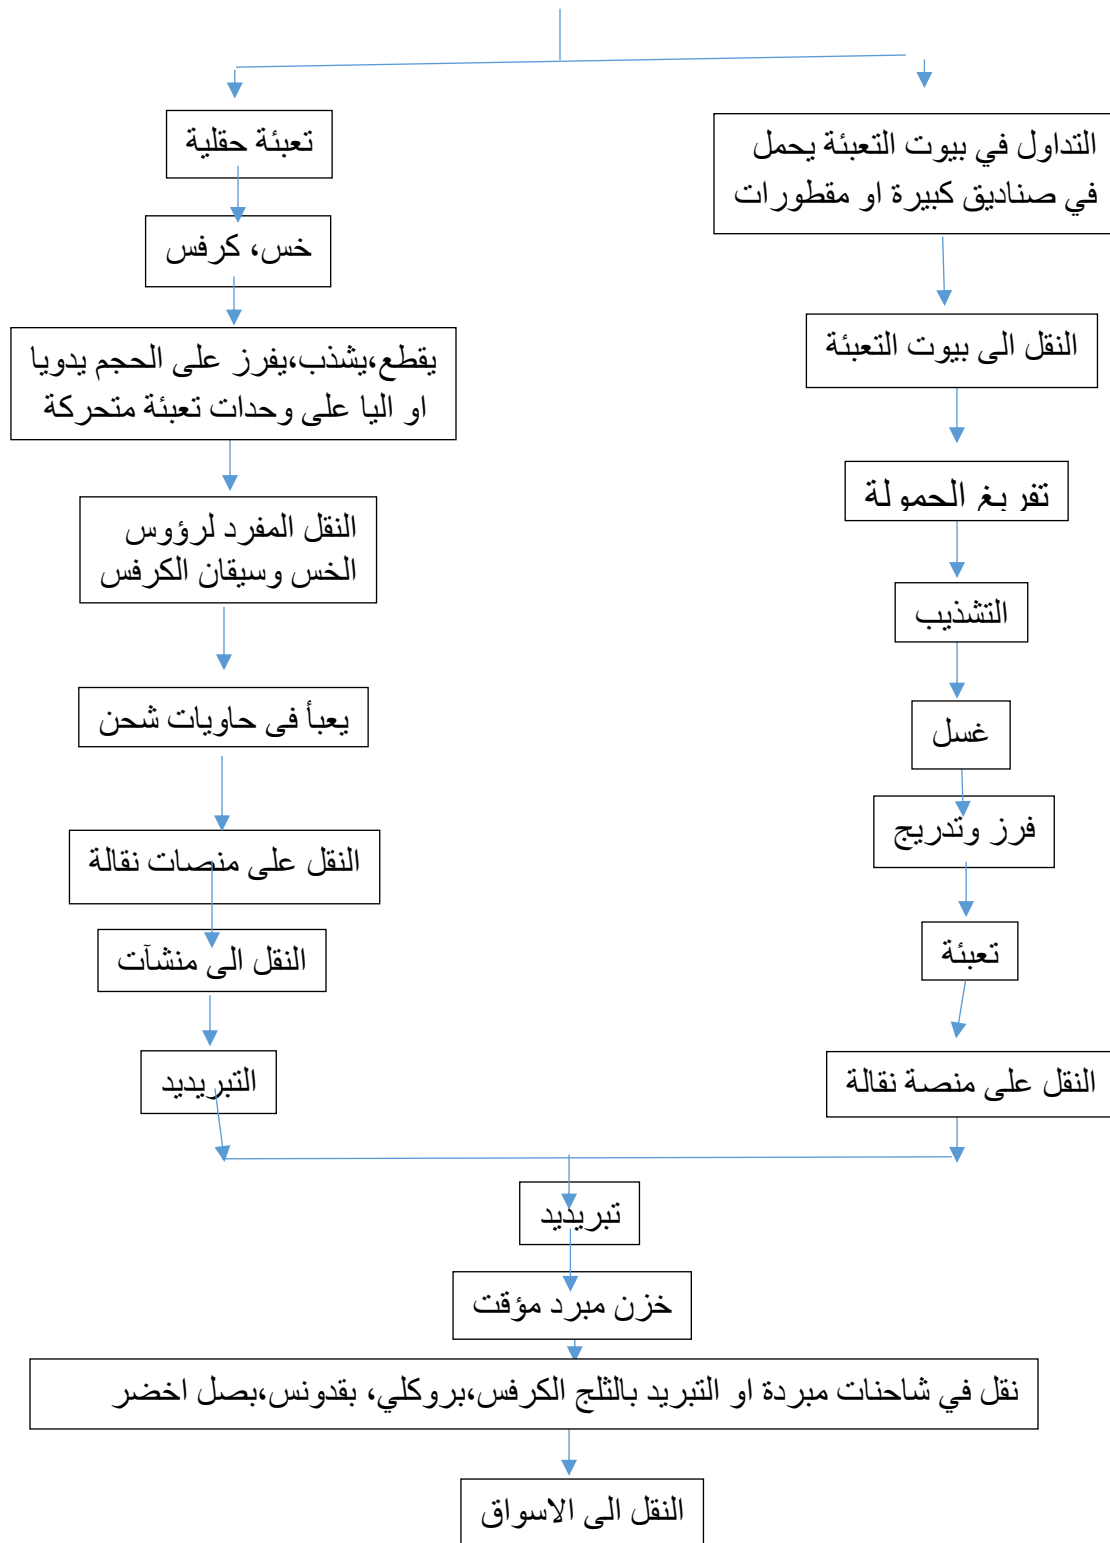 التداول في بيوت التعبئة يحمل
في صناديق كبيرة او مقطورات
النقل الى بيوت التعبئة
تفريغ الحمولة
التشذيب
غسل
فرز وتدريج
تعبئة
النقل على منصة نقالة
تعبئة حقلية
خس، كرفس
يقطع،يشذب،يفرز على الحجم يدويا
او اليا على وحدات تعبئة متحركة
النقل المفرد لرؤوس
الخس وسيقان الكرفس
يعبأ فى حاويات شحن
النقل على منصات نقالة
النقل الى منشآت
التبريديد
تبريديد
خزن مبرد مؤقت
نقل في شاحنات مبردة او التبريد بالثلج الكرفس،بروكلي، بقدونس،بصل اخضر
النقل الى الاسواق